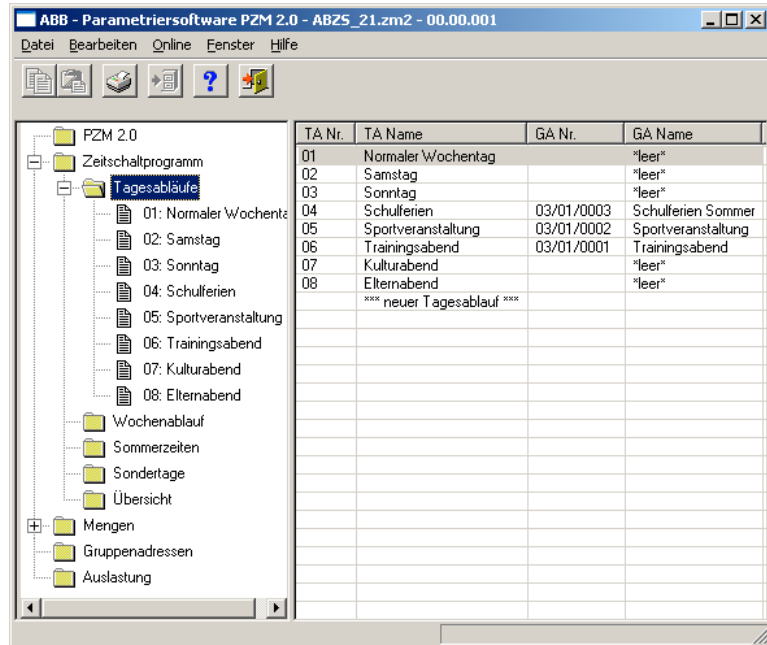 ABB - Parametriersoftware PZM 2.0 - ABZS_21.zm2 - 00.00.001
Datei Bearbeiten Online Fenster Hilfe
PZM 2.0
Zeitschaltprogramm
Tagesabläufe
01: Normaler Wochenta
02: Samstag
03: Sonntag
04: Schulferien
05: Sportveranstaltung
06: Trainingsabend
07: Kulturabend
08: Elternabend
Wochenablauf
Sommerzeiten
Sondertage
Übersicht
Mengen
Gruppenadressen
Auslastung
TA Nr. TA Name GA Nr. GA Name
01 Normaler Wochentag *leer*
02 Samstag *leer*
03 Sonntag *leer*
04 Schulferien 03/01/0003 Schulferien Sommer
05 Sportveranstaltung 03/01/0002 Sportveranstaltung
06 Trainingsabend 03/01/0001 Trainingsabend
07 Kulturabend *leer*
08 Elternabend *leer*
*** neuer Tagesablauf ***